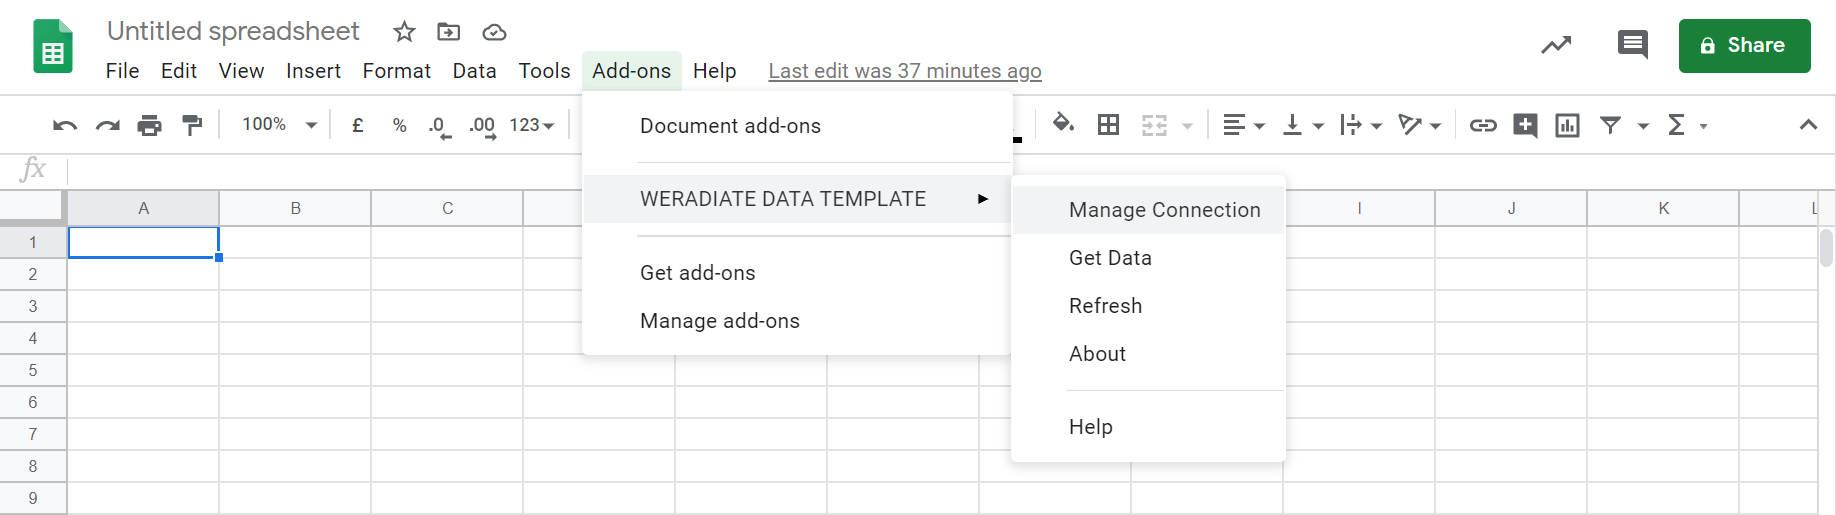 Untitled spreadsheet
File Edit View Insert Format Data Tools Add-ons Help Last edit was 37 minutes ago
Share
100% £ % .0 .00 123
Document add-ons
fx
WERADIATE DATA TEMPLATE
Manage Connection
A B C I J K L
1
Get Data
2
Get add-ons
Refresh
3
Manage add-ons
4
About
5
6
Help
7
8
9